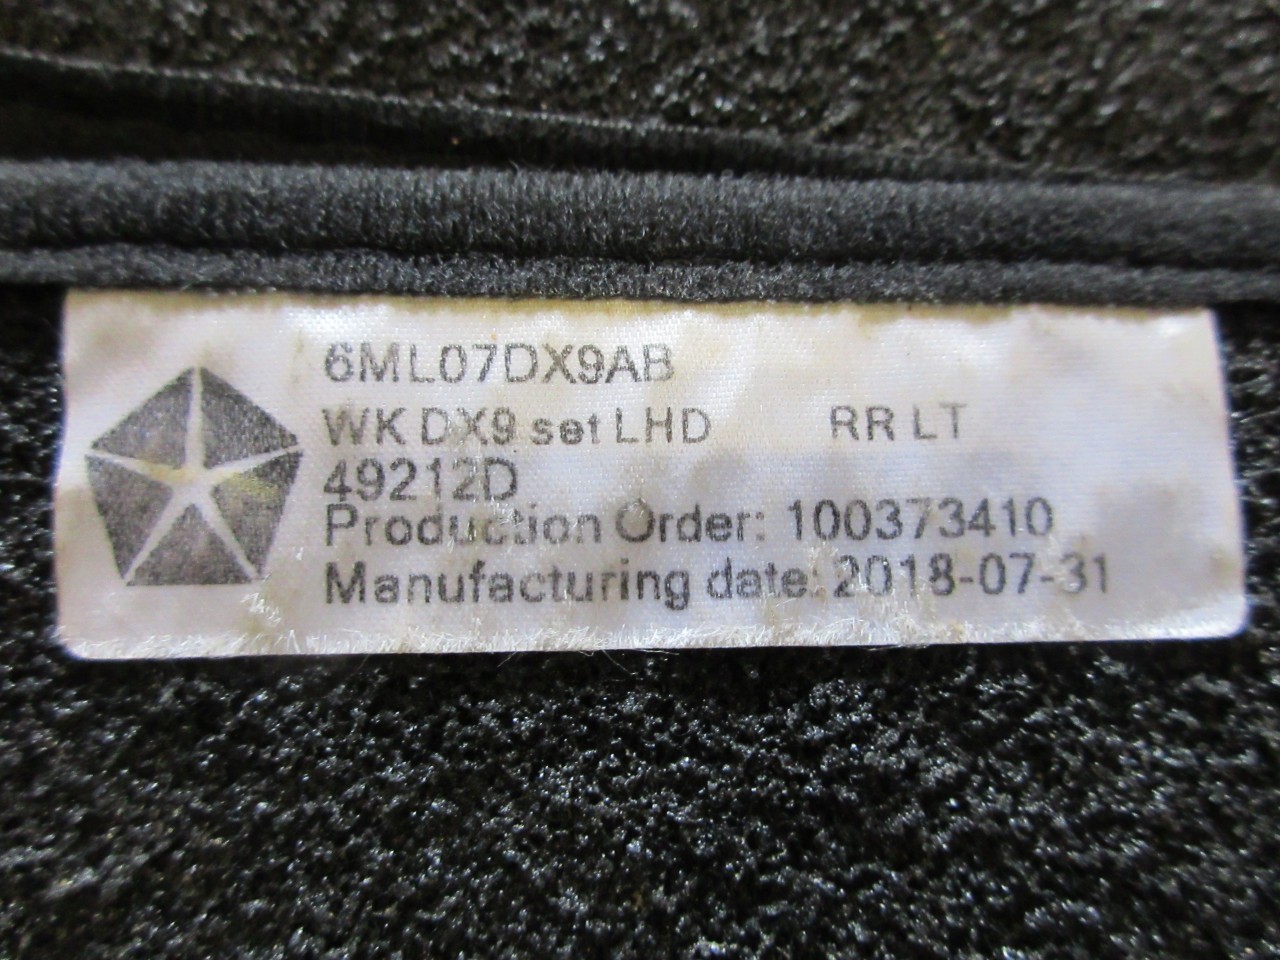 6ML07DX9AB
WK DX9 set LHD RR LT
49212D
Production Order: 100373410
Manufacturing date: 2018-07-31